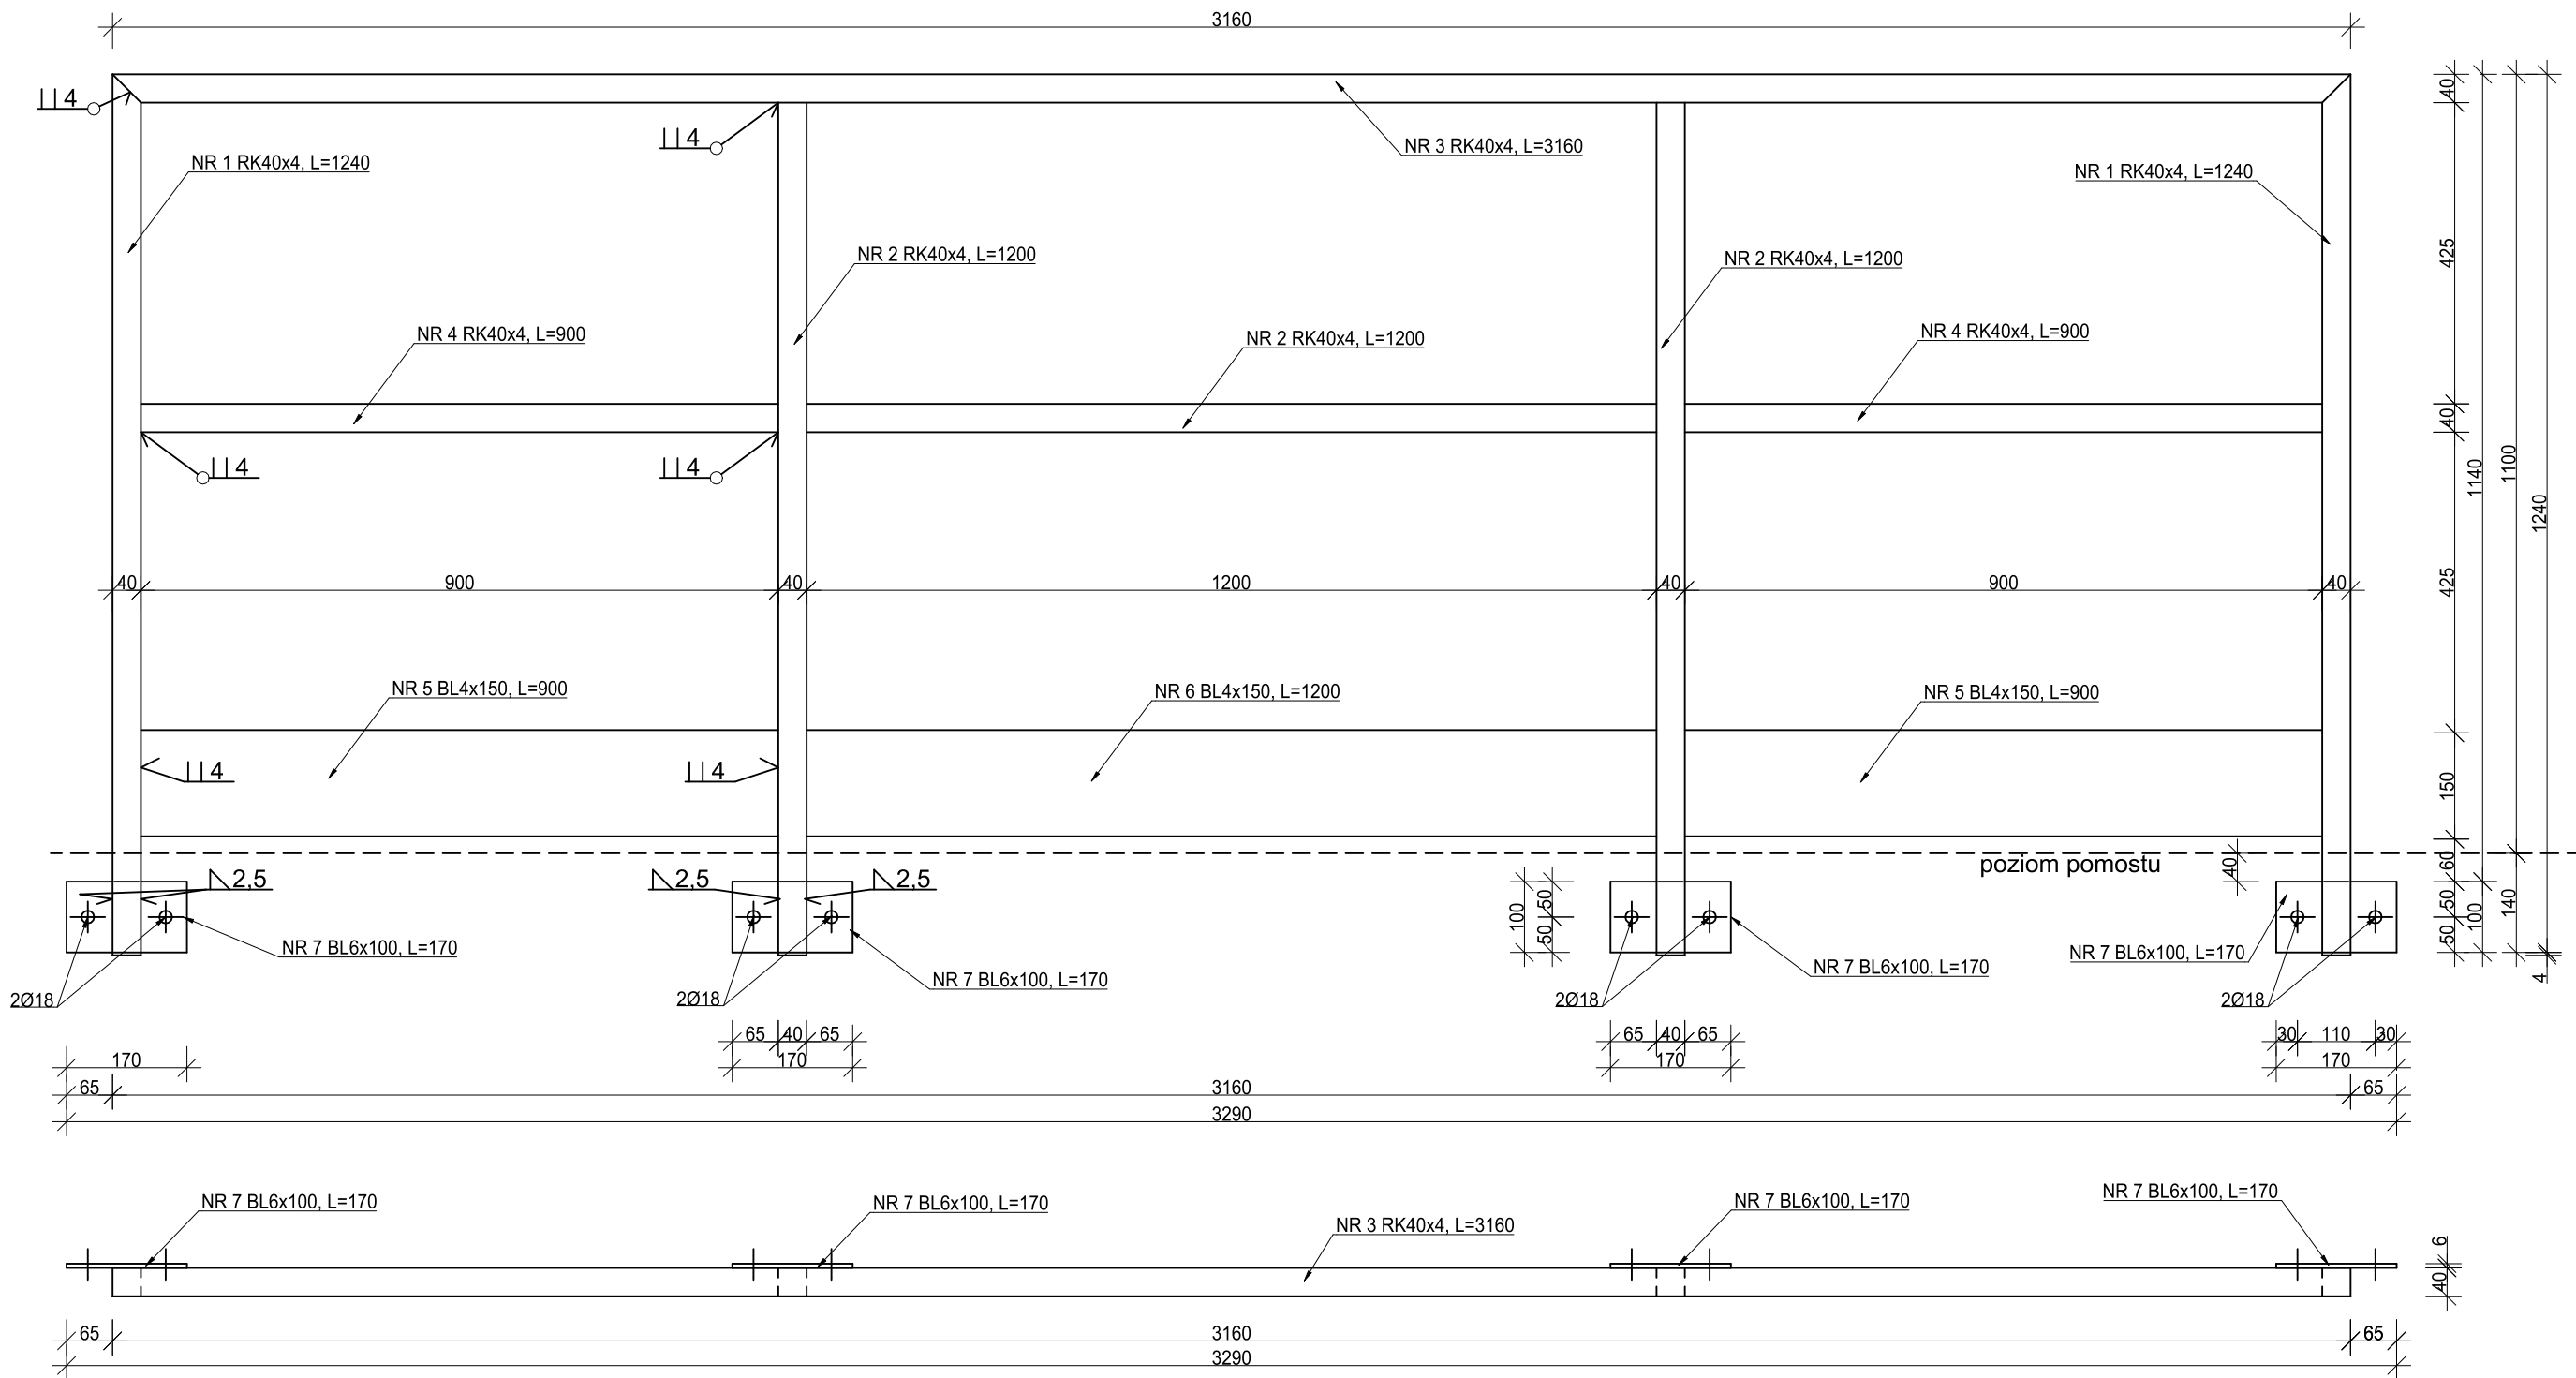 3160
40
⊔ 4
⊔ 4
NR 3 RK40x4, L=3160
NR 1 RK40x4, L=1240
NR 1 RK40x4, L=1240
NR 2 RK40x4, L=1200
NR 2 RK40x4, L=1200
425
NR 4 RK40x4, L=900
NR 2 RK40x4, L=1200
NR 4 RK40x4, L=900
40
⊔ 4
⊔ 4
1140
1100
1240
40
900
40
1200
40
900
40
425
NR 5 BL4x150, L=900
NR 6 BL4x150, L=1200
NR 5 BL4x150, L=900
⊔ 4
⊔ 4
150
poziom pomostu
40
60
2,5
2,5
2,5
100
50
50
50
50
100
140
4
NR 7 BL6x100, L=170
NR 7 BL6x100, L=170
NR 7 BL6x100, L=170
NR 7 BL6x100, L=170
2Ø18
2Ø18
2Ø18
2Ø18
65
40
65
65
40
65
30
110
30
170
170
170
170
65
3160
65
3290
NR 7 BL6x100, L=170
NR 7 BL6x100, L=170
NR 7 BL6x100, L=170
NR 7 BL6x100, L=170
NR 3 RK40x4, L=3160
6
40
65
3160
65
3290